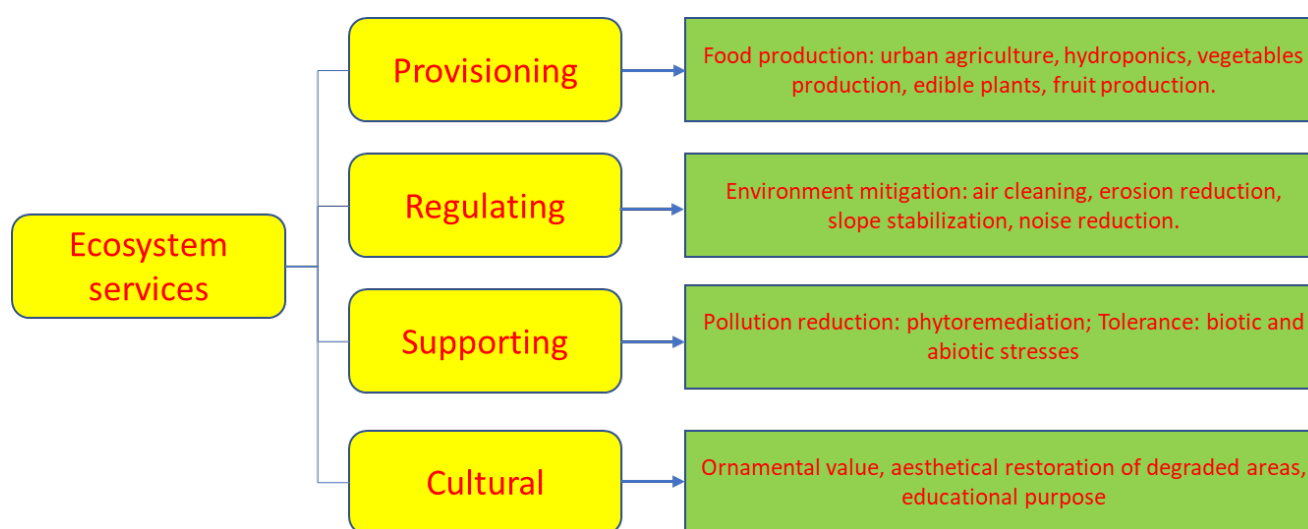 Ecosystem
services
Provisioning
Food production: urban agriculture, hydroponics, vegetables
production, edible plants, fruit production.
Regulating
Environment mitigation: air cleaning, erosion reduction,
slope stabilization, noise reduction.
Supporting
Pollution reduction: phytoremediation; Tolerance: biotic and
abiotic stresses
Cultural
Ornamental value, aesthetical restoration of degraded areas,
educational purpose